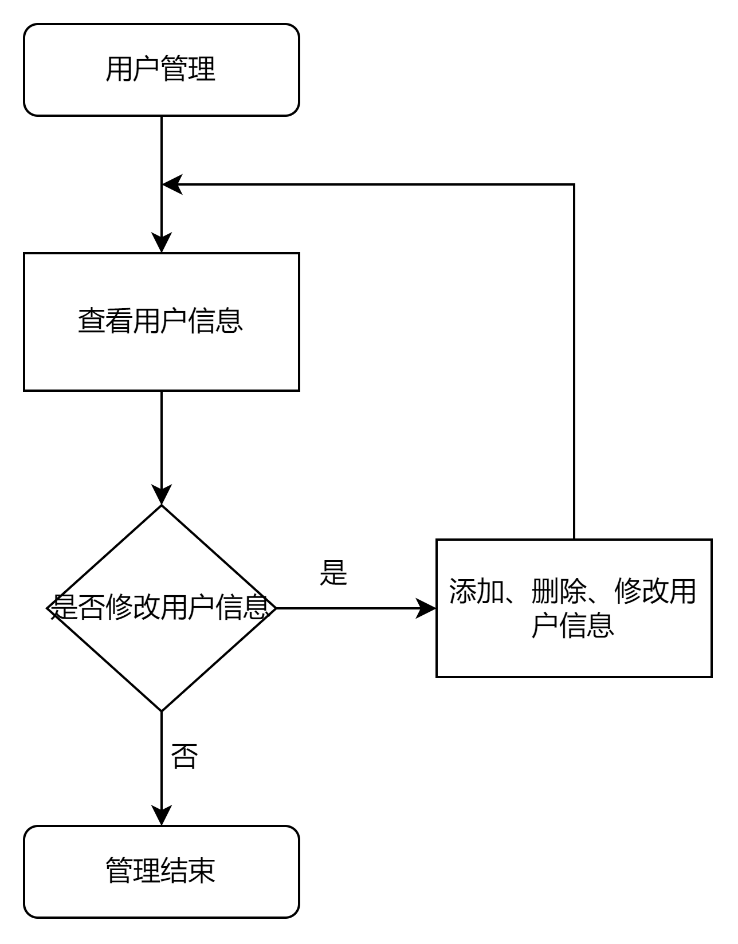 用户管理
查看用户信息
是否修改用户信息
是
添加、删除、修改用
户信息
否
管理结束